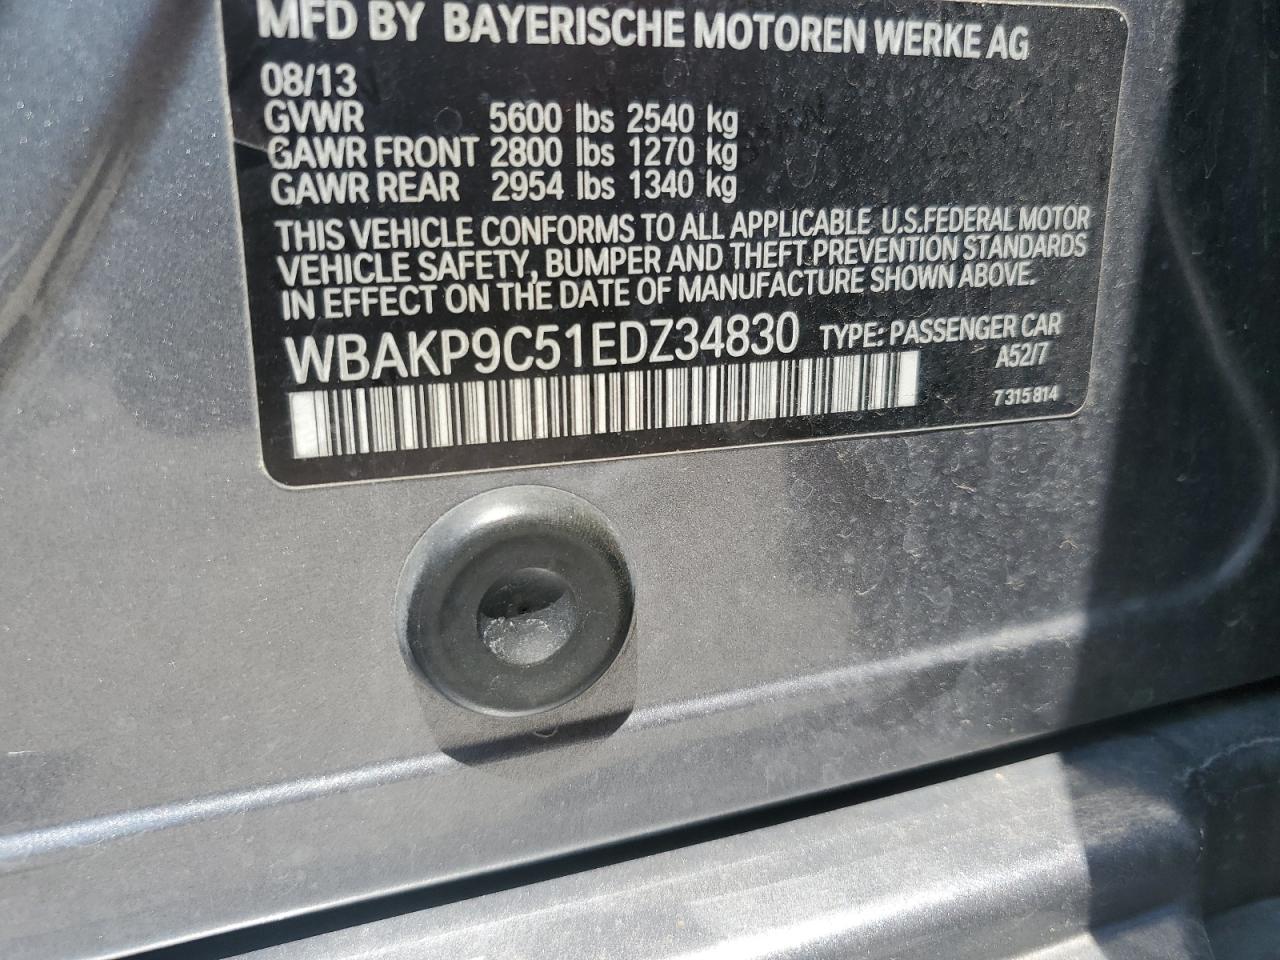 MFD BY BAYERISCHE MOTOREN WERKE AG
08/13
GVWR 5600 lbs 2540 kg
GAWR FRONT 2800 lbs 1270 kg
GAWR REAR 2954 lbs 1340 kg
THIS VEHICLE CONFORMS TO ALL APPLICABLE U.S.FEDERAL MOTOR
VEHICLE SAFETY, BUMPER AND THEFT PREVENTION STANDARDS
IN EFFECT ON THE DATE OF MANUFACTURE SHOWN ABOVE.
WBAKP9C51EDZ34830 TYPE: PASSENGER CAR
A52/7
7 315 814